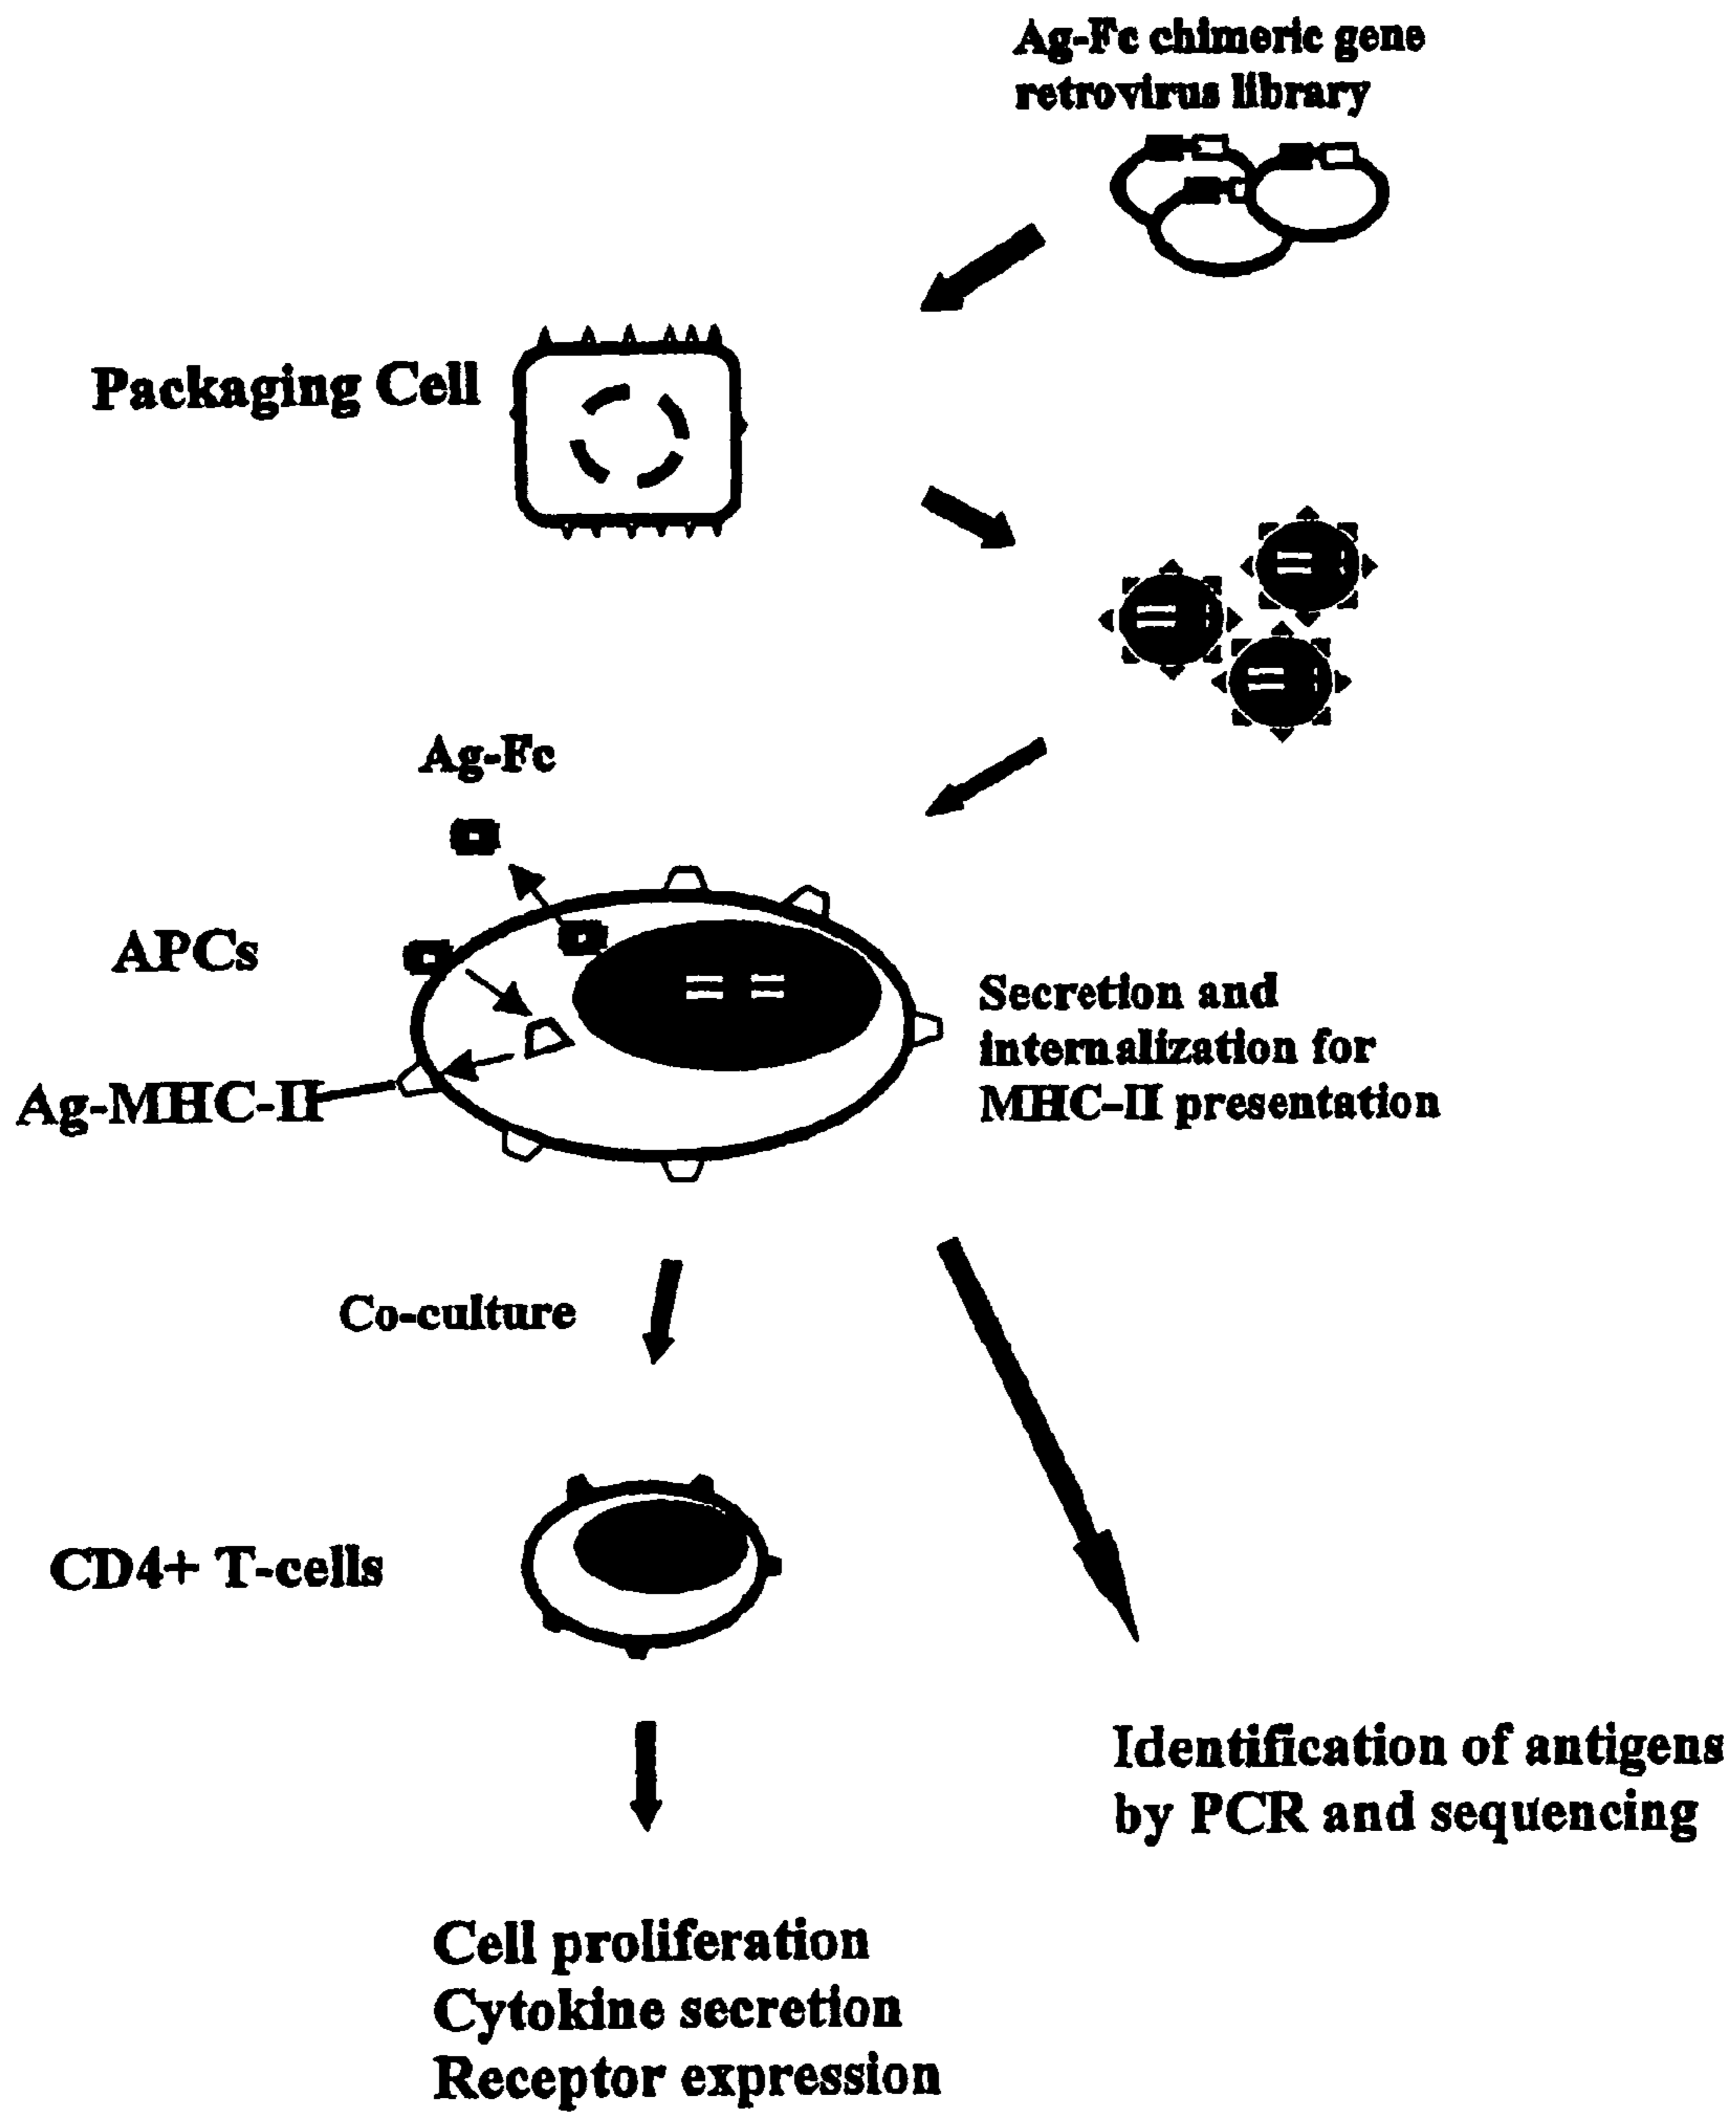 Ag-Fc chimeric gene
retrovirus library
Packaging Cell
Ag-Fc
APCs
Secretion and
internalization for
MHC-II presentation
Ag-MHC-II
Co-culture
CD4+ T-cells
Identification of antigens
by PCR and sequencing
Cell proliferation
Cytokine secretion
Receptor expression